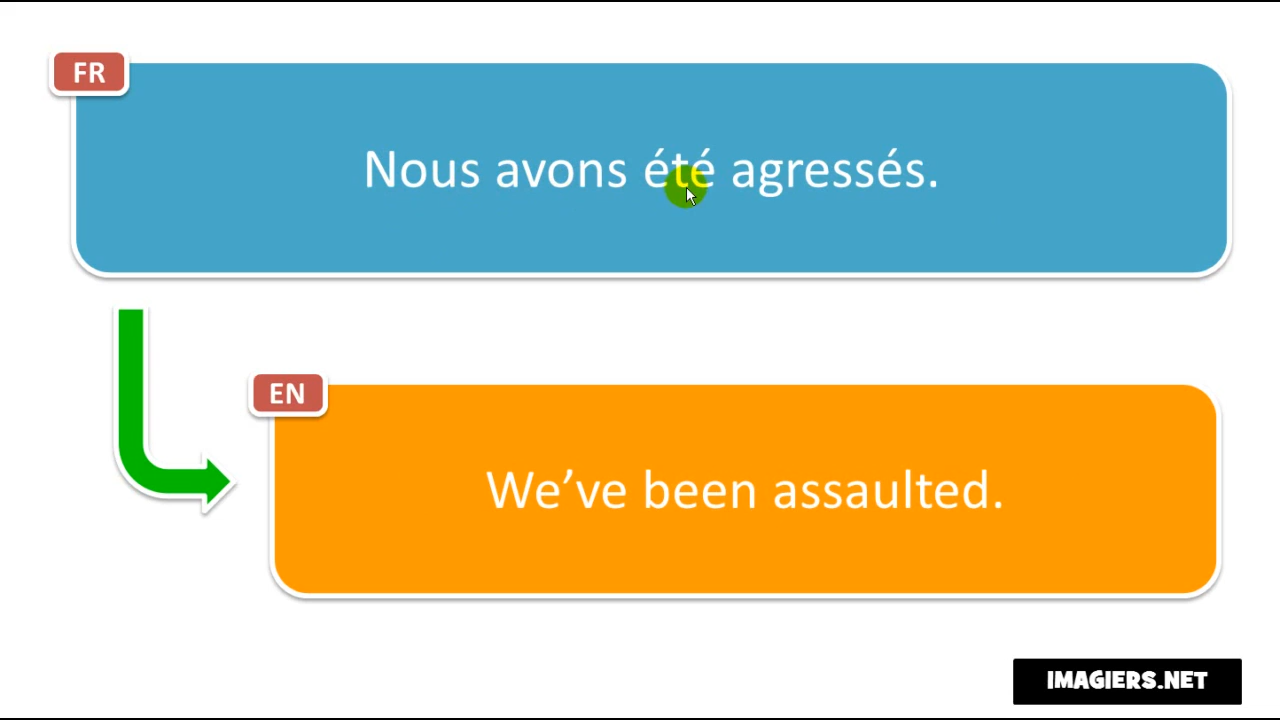 FR
Nous avons été agressés.
EN
We’ve been assaulted.
IMAGIERS.NET